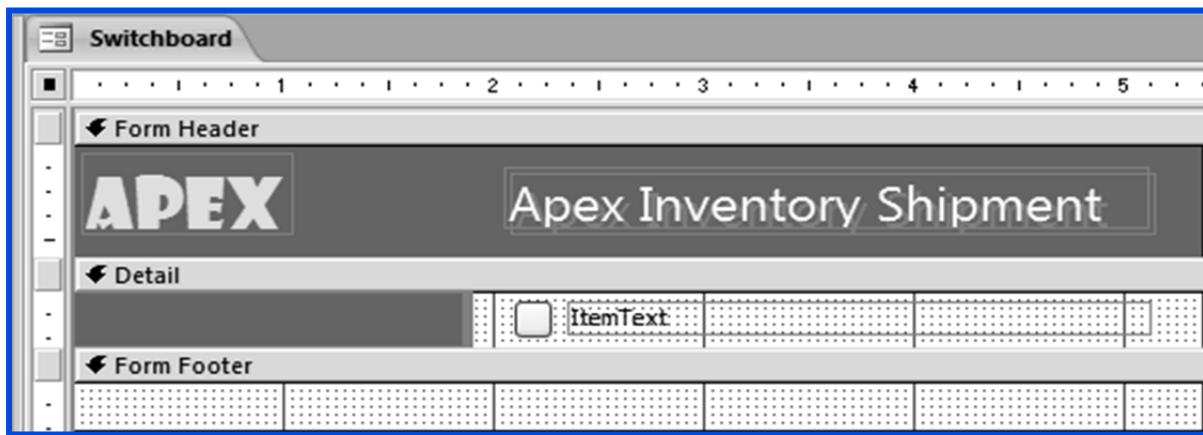 Switchboard
1 2 3 4 5
Form Header
APEX
Apex Inventory Shipment
Detail
ItemText
Form Footer